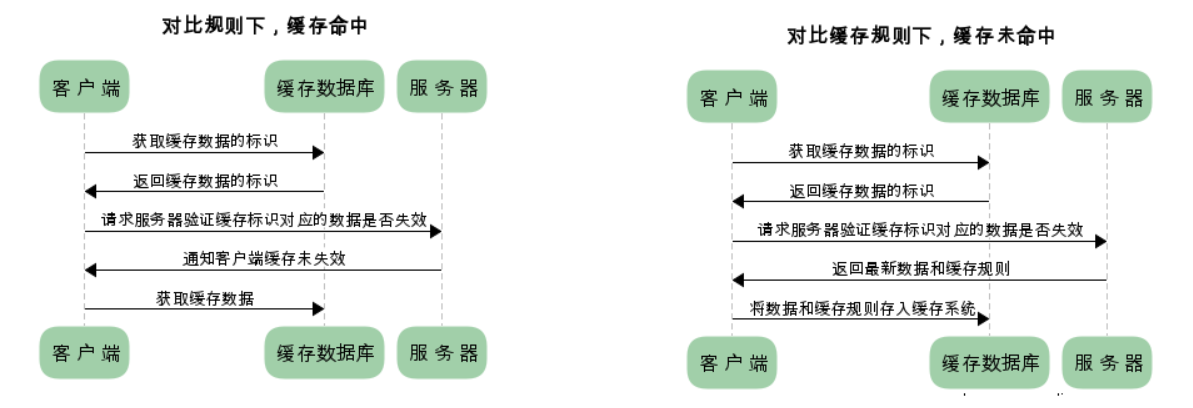 对比规则下，缓存命中
客户端
缓存数据库
服务器
获取缓存数据的标识
返回缓存数据的标识
请求服务器验证缓存标识对应的数据是否失效
通知客户端缓存未失效
获取缓存数据
客户端
缓存数据库
服务器
对比缓存规则下，缓存未命中
客户端
缓存数据库
服务器
获取缓存数据的标识
返回缓存数据的标识
请求服务器验证缓存标识对应的数据是否失效
返回最新数据和缓存规则
将数据和缓存规则存入缓存系统
客户端
缓存数据库
服务器